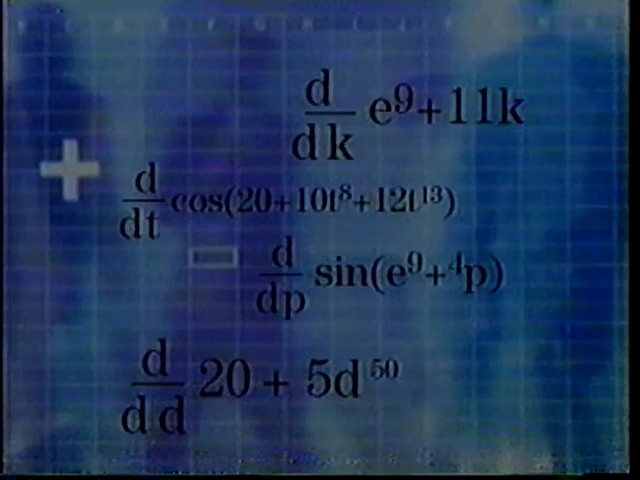 d/dk e⁹+11k
+
d/dt cos(20+10t⁸+12t¹³)
d/dp sin(e⁹+⁴p)
d/dd 20 + 5d⁵⁰